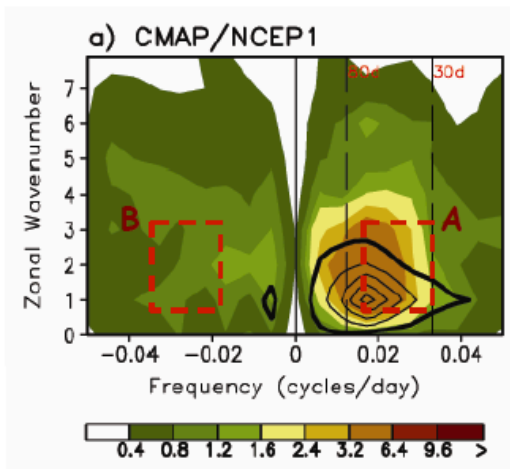 a) CMAP/NCEP1
80d 30d
7
6
5
4
3
2
1
0
Zonal Wavenumber
B
A
-0.04 -0.02 0 0.02 0.04
Frequency (cycles/day)
0.4 0.8 1.2 1.6 2.4 3.2 6.4 9.6 >